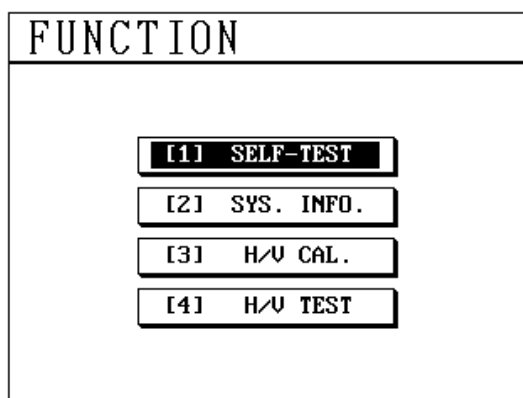 FUNCTION
[1] SELF-TEST
[2] SYS. INFO.
[3] H/V CAL.
[4] H/V TEST